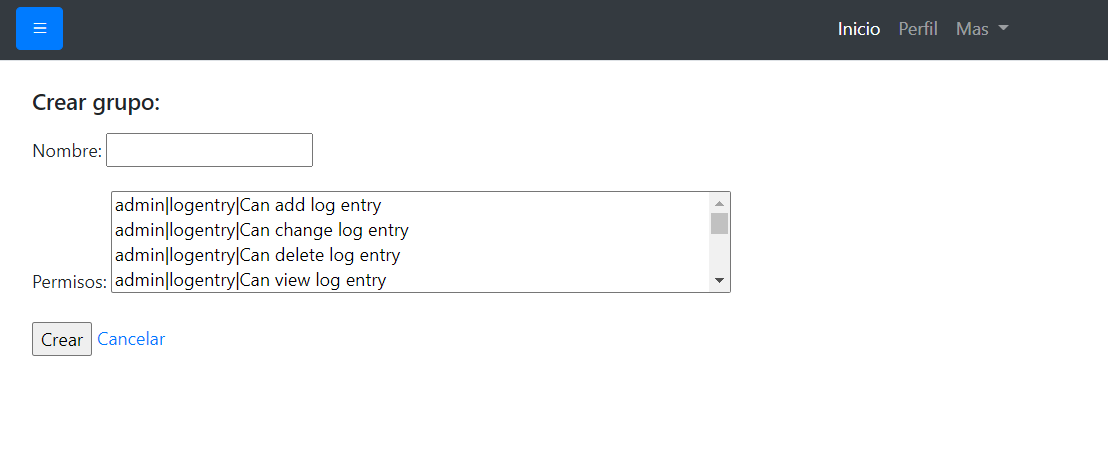 Inicio Perfil Mas
Crear grupo:
Nombre:
admin|logentry|Can add log entry
admin|logentry|Can change log entry
admin|logentry|Can delete log entry
Permisos: admin|logentry|Can view log entry
Crear Cancelar